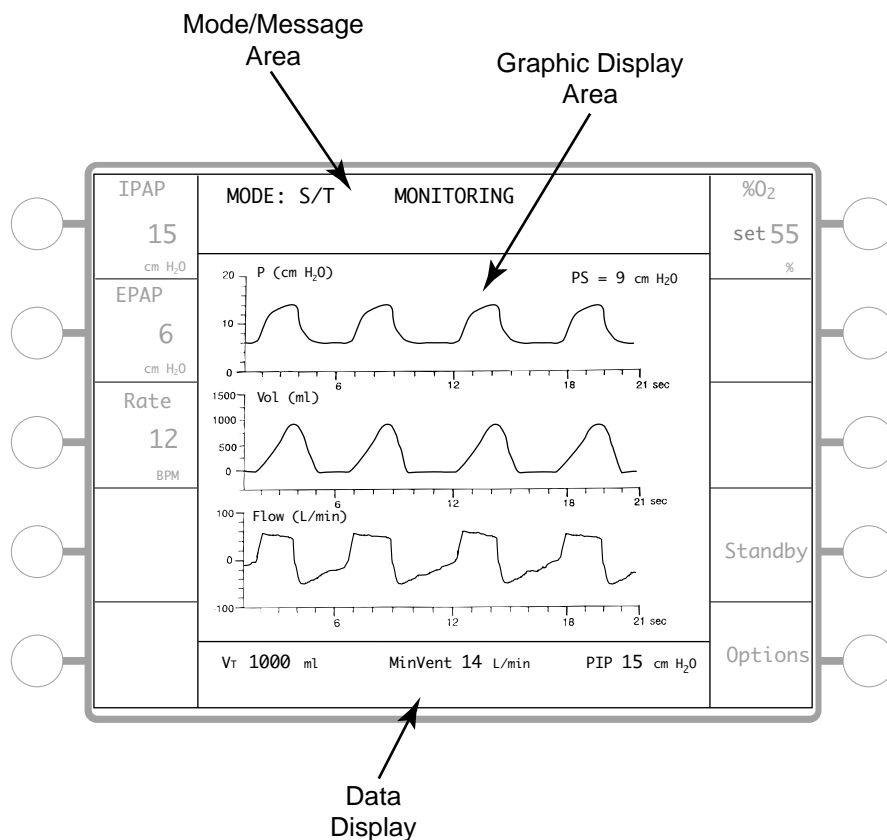 Mode/Message
Area
Graphic Display
Area
IPAP
15
cm H₂O
EPAP
6
cm H₂O
Rate
12
BPM
MODE: S/T MONITORING
P (cm H₂O)
PS = 9 cm H₂O
20
10
0
6 12 18 21 sec
Vol (ml)
1500
1000
500
0
6 12 18 21 sec
Flow (L/min)
100
0
-100
6 12 18 21 sec
VT 1000 ml MinVent 14 L/min PIP 15 cm H₂O
%O₂
set 55
%
Standby
Options
Data
Display